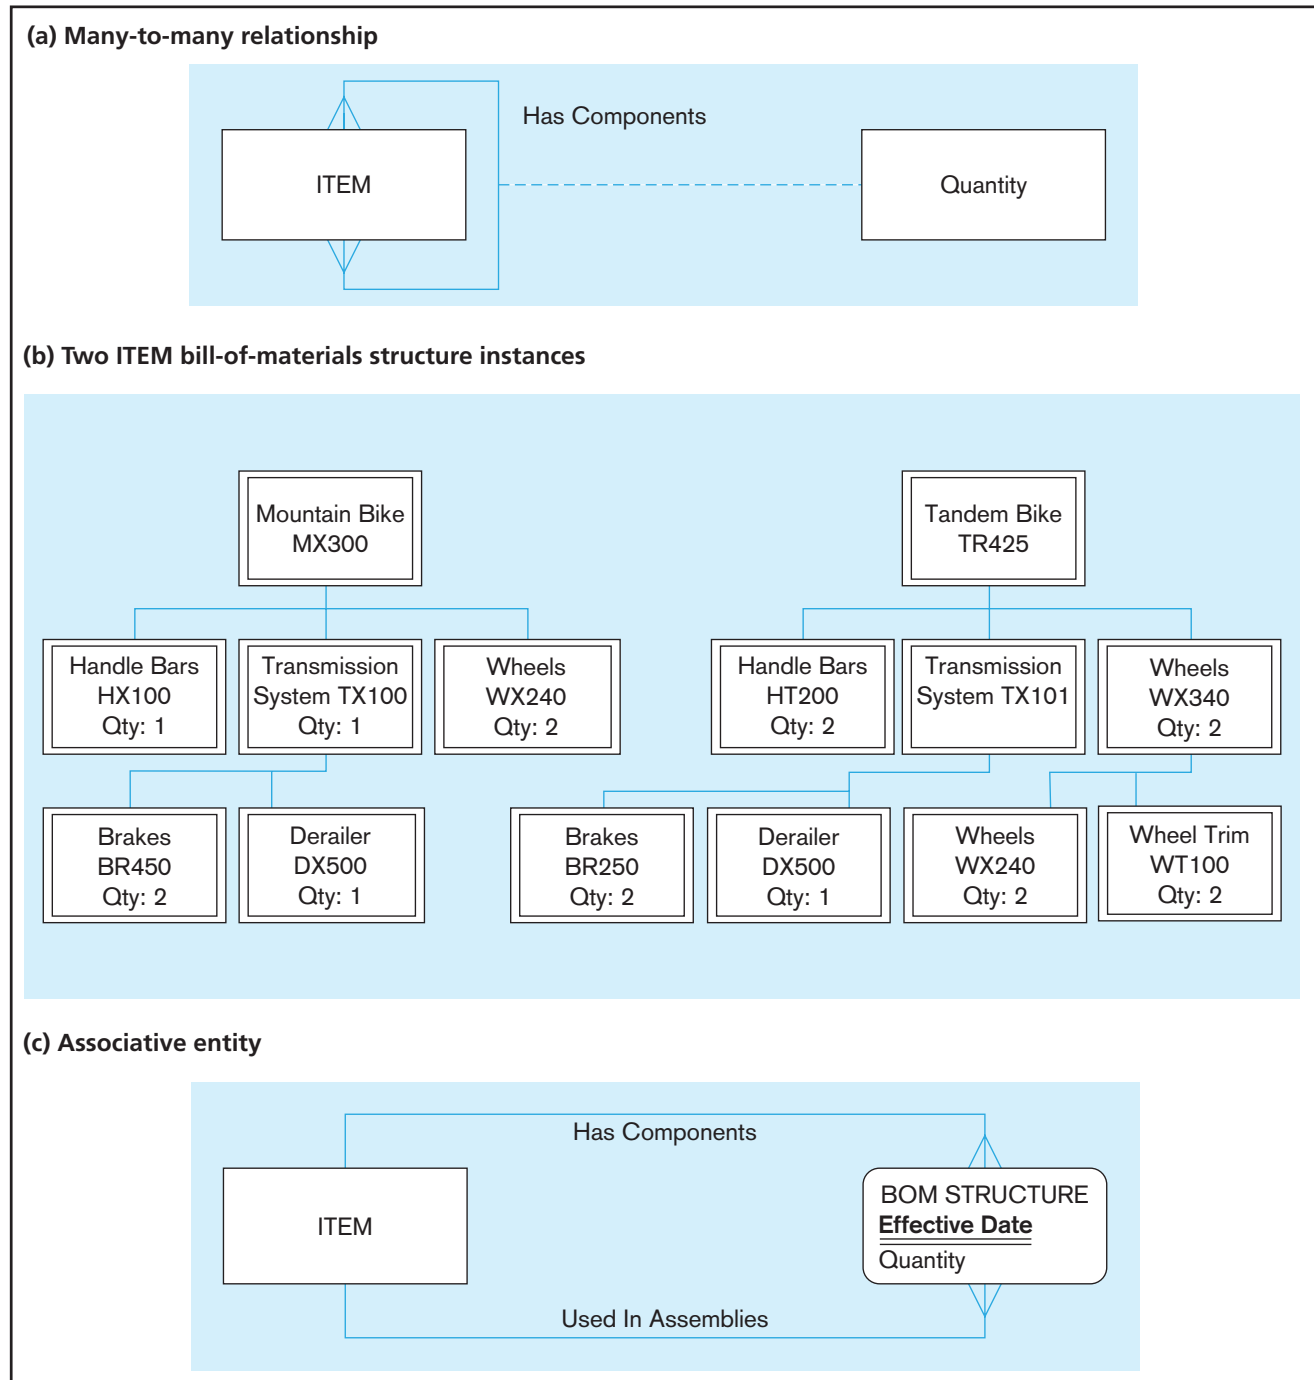 (a) Many-to-many relationship
Has Components
ITEM
Quantity
(b) Two ITEM bill-of-materials structure instances
Mountain Bike
MX300
Tandem Bike
TR425
Handle Bars
HX100
Qty: 1
Transmission
System TX100
Qty: 1
Wheels
WX240
Qty: 2
Handle Bars
HT200
Qty: 2
Transmission
System TX101
Wheels
WX340
Qty: 2
Brakes
BR450
Qty: 2
Derailer
DX500
Qty: 1
Brakes
BR250
Qty: 2
Derailer
DX500
Qty: 1
Wheels
WX240
Qty: 2
Wheel Trim
WT100
Qty: 2
(c) Associative entity
Has Components
ITEM
BOM STRUCTURE
Effective Date
Quantity
Used In Assemblies